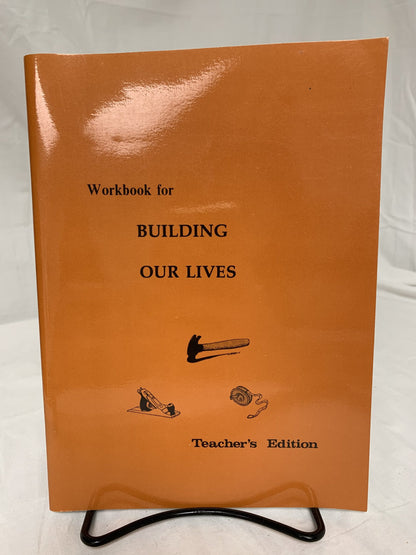 Workbook for
BUILDING
OUR LIVES
Teacher's Edition